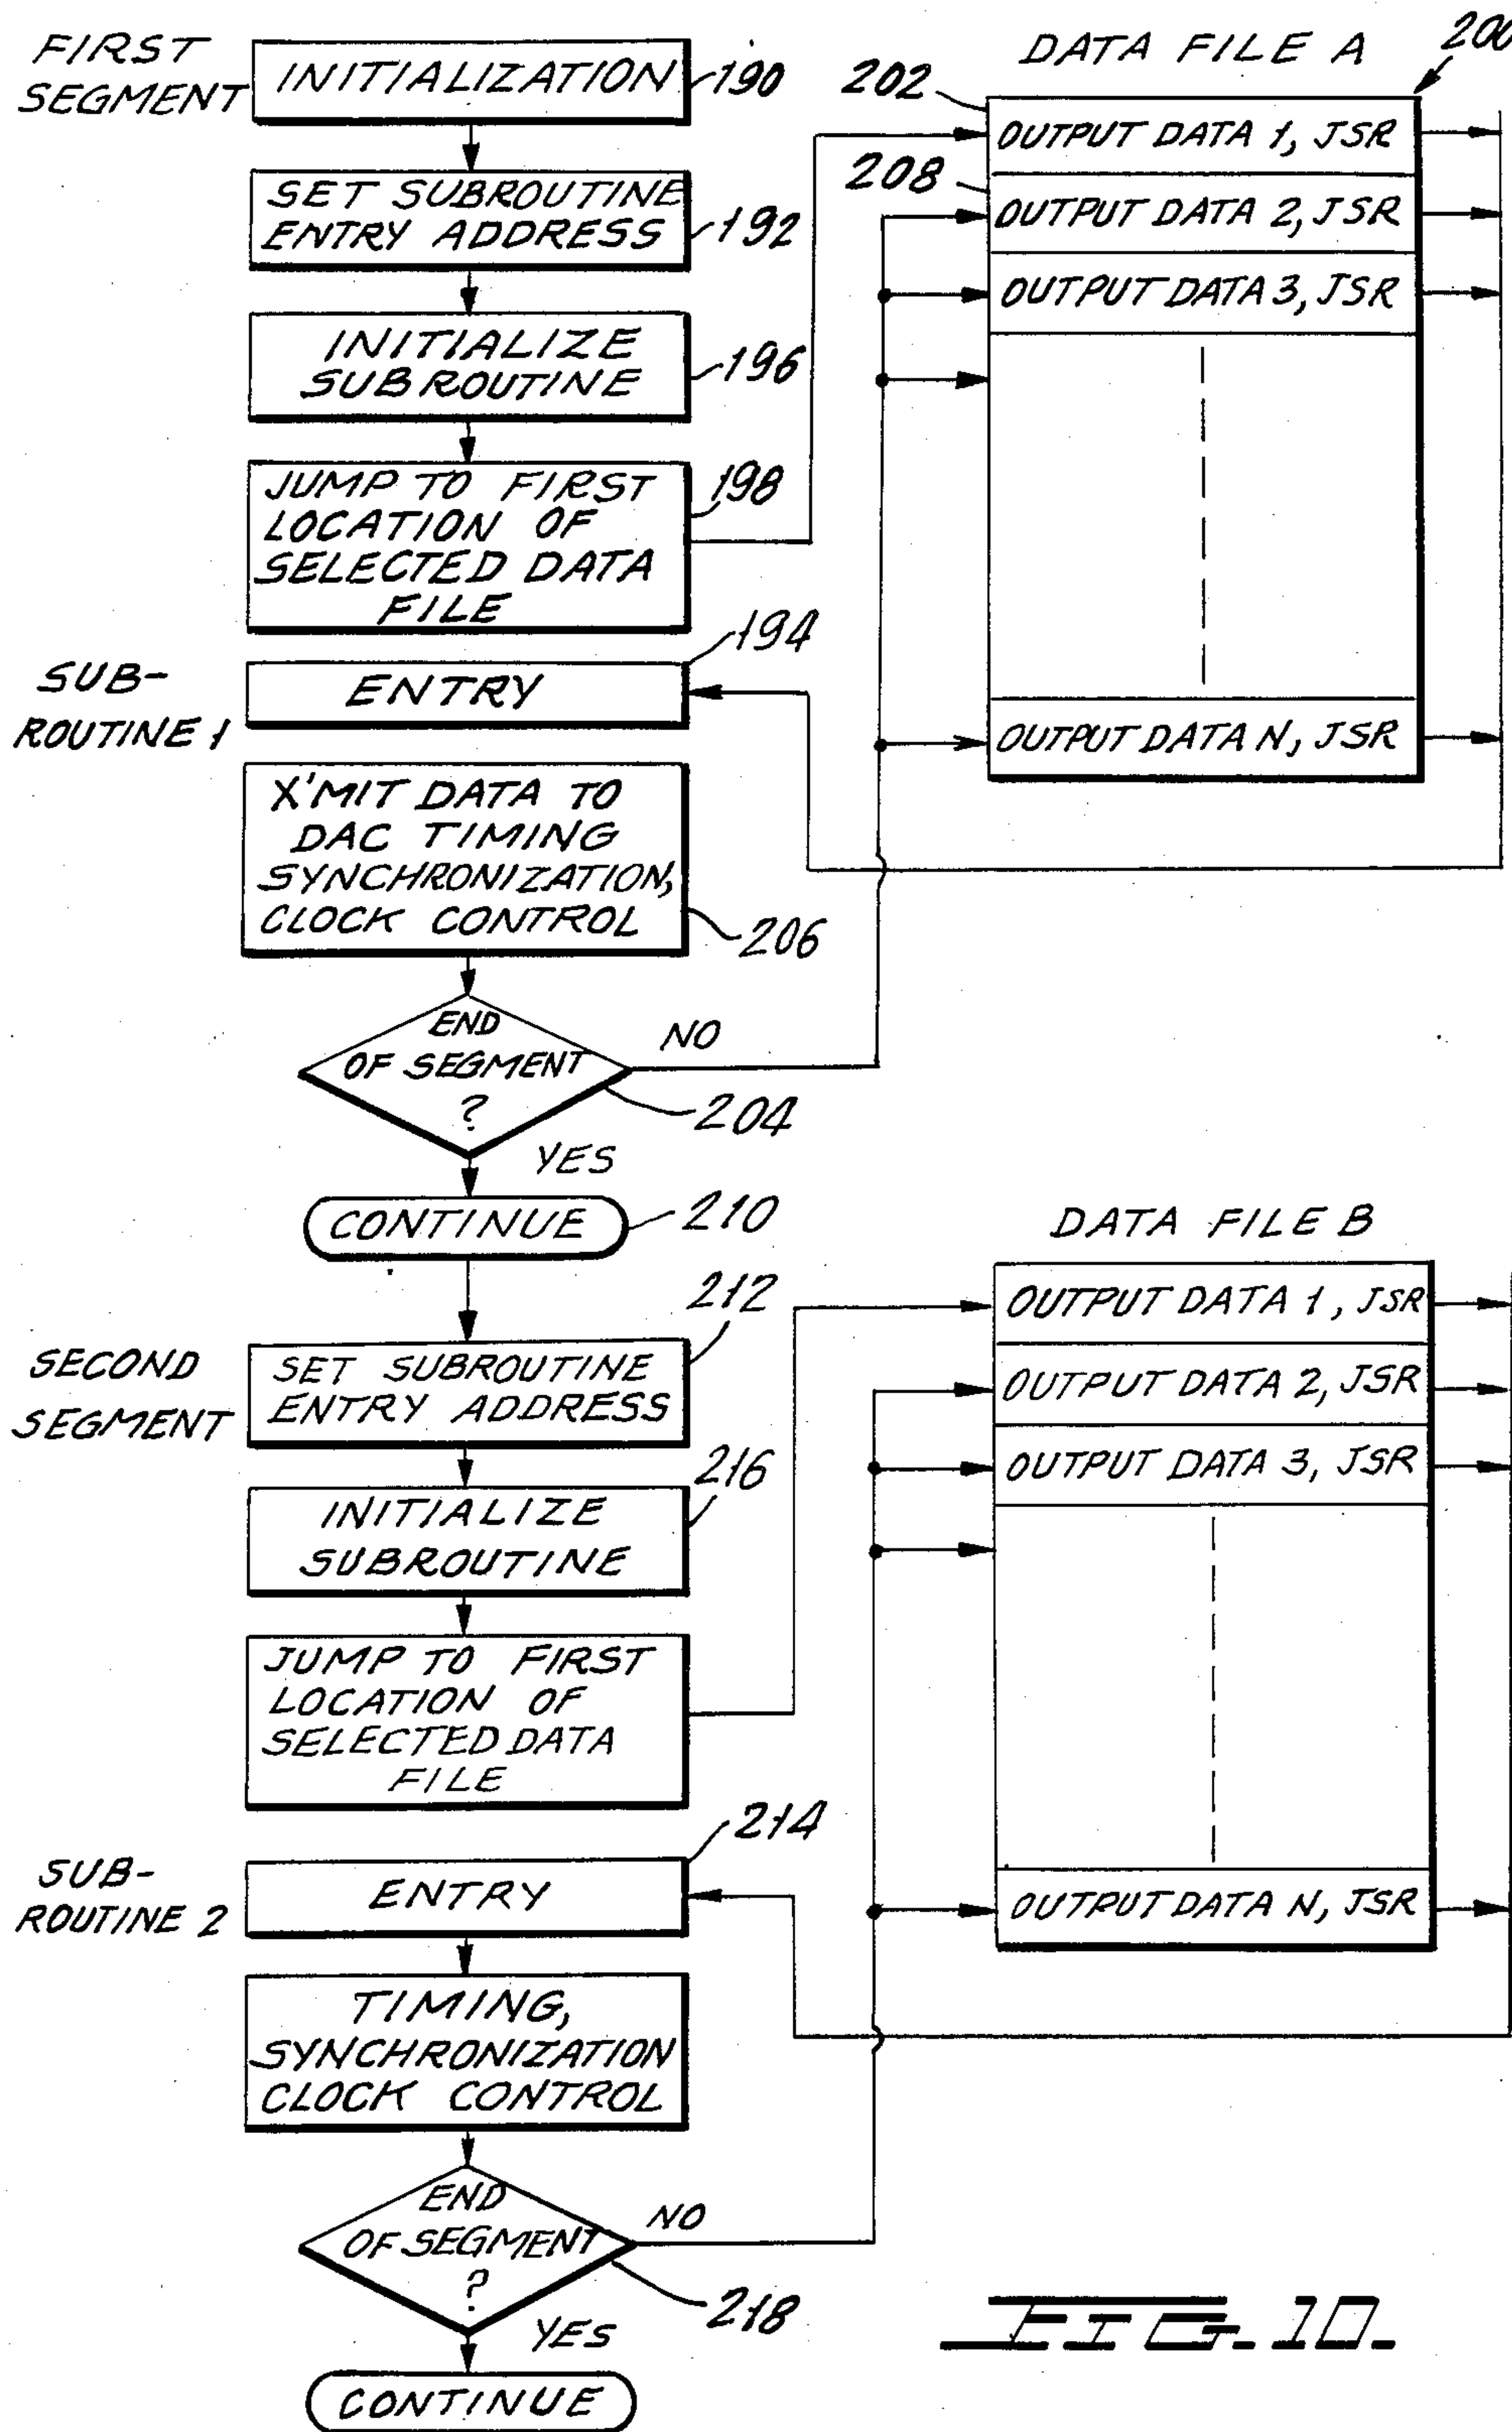 FIRST
SEGMENT
INITIALIZATION
190
SET SUBROUTINE
ENTRY ADDRESS
192
INITIALIZE
SUBROUTINE
196
JUMP TO FIRST
LOCATION OF
SELECTED DATA
FILE
198
DATA FILE A
200
202
OUTPUT DATA 1, JSR
208
OUTPUT DATA 2, JSR
OUTPUT DATA 3, JSR
OUTPUT DATA N, JSR
SUB-
ROUTINE 1
194
ENTRY
X'MIT DATA TO
DAC TIMING
SYNCHRONIZATION,
CLOCK CONTROL
206
END
OF SEGMENT
?
NO
204
YES
CONTINUE
210
SECOND
SEGMENT
212
SET SUBROUTINE
ENTRY ADDRESS
216
INITIALIZE
SUBROUTINE
JUMP TO FIRST
LOCATION OF
SELECTED DATA
FILE
DATA FILE B
OUTPUT DATA 1, JSR
OUTPUT DATA 2, JSR
OUTPUT DATA 3, JSR
OUTPUT DATA N, JSR
SUB-
ROUTINE 2
214
ENTRY
TIMING,
SYNCHRONIZATION
CLOCK CONTROL
END
OF SEGMENT
?
NO
218
YES
CONTINUE
FIG. 10.